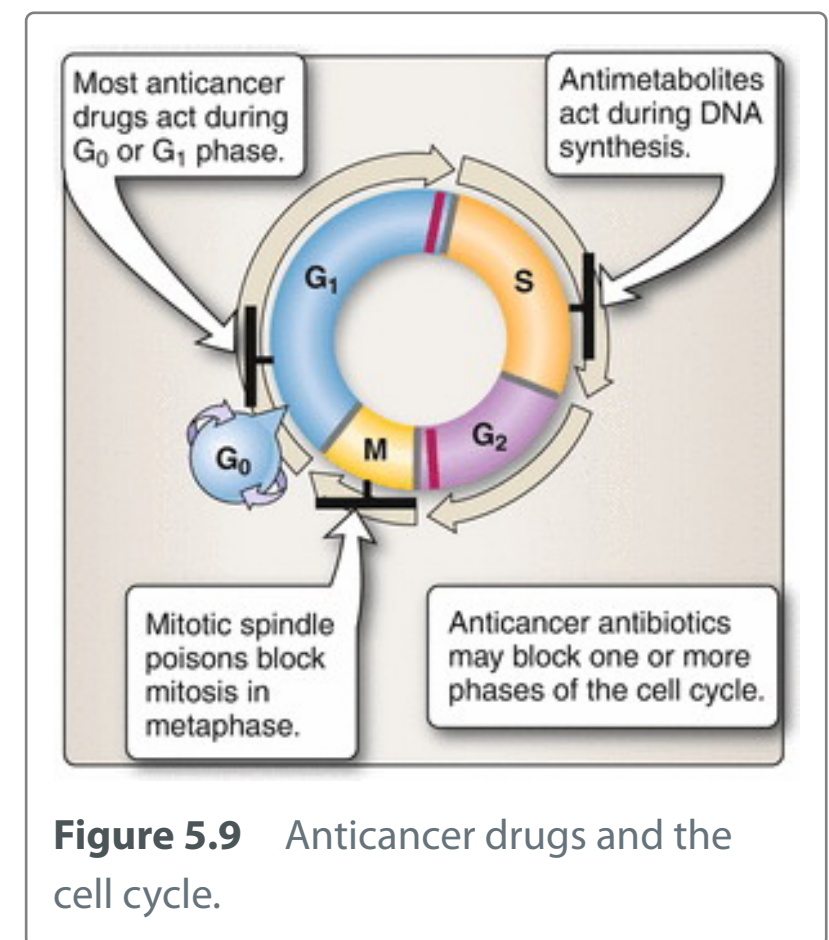 Most anticancer
drugs act during
G₀ or G₁ phase.
Antimetabolites
act during DNA
synthesis.
G₁
S
G₀
M
G₂
Mitotic spindle
poisons block
mitosis in
metaphase.
Anticancer antibiotics
may block one or more
phases of the cell cycle.
Figure 5.9 Anticancer drugs and the
cell cycle.